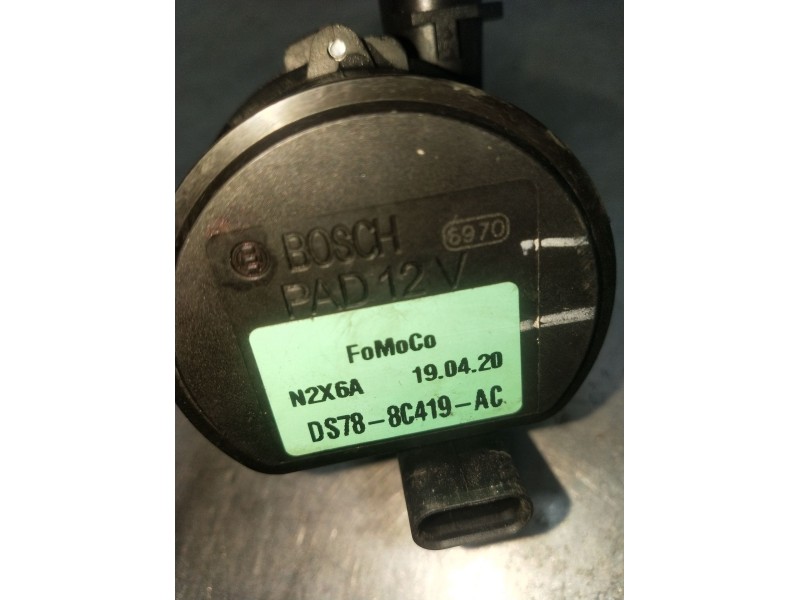 BOSCH 6970
PAD 12 V
FoMoCo
N2X6A 19.04.20
DS78-8C419-AC